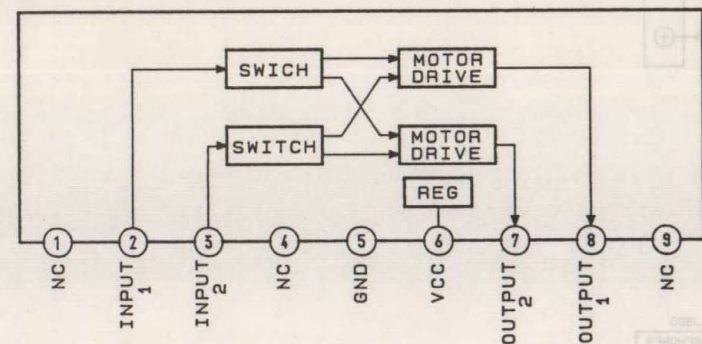 SWICH
MOTOR
DRIVE
SWITCH
MOTOR
DRIVE
REG
1
2
3
4
5
6
7
8
9
NC
INPUT
1
INPUT
2
NC
GND
VCC
OUTPUT
2
OUTPUT
1
NC